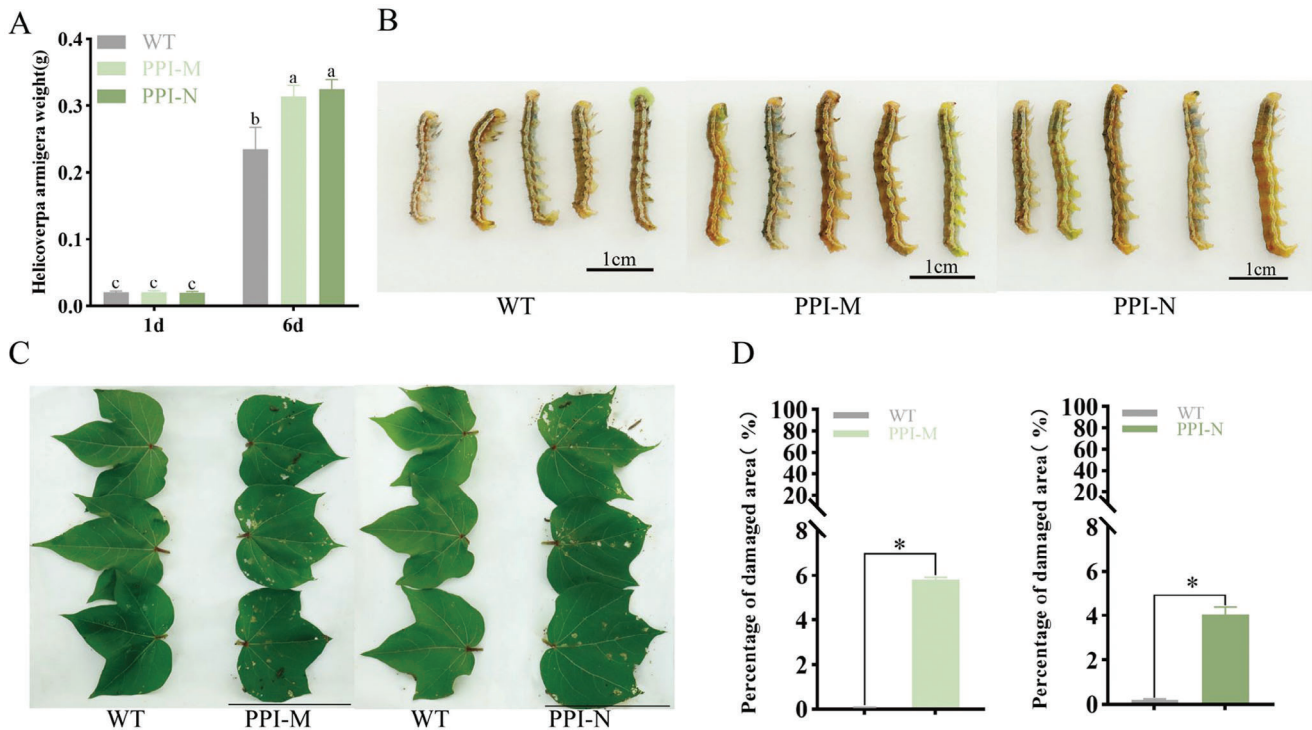 A
Helicoverpa armigera weight(g)
0.4
0.3
0.2
0.1
0.0
WT
PPI-M
PPI-N
c c c
b a a
1d 6d
B
1cm 1cm 1cm
WT PPI-M PPI-N
C
WT PPI-M WT PPI-N
D
Percentage of damaged area( %)
100
80
60
40
20
8
6
4
2
0
WT
PPI-M
*
Percentage of damaged area( %)
100
80
60
40
20
8
6
4
2
0
WT
PPI-N
*